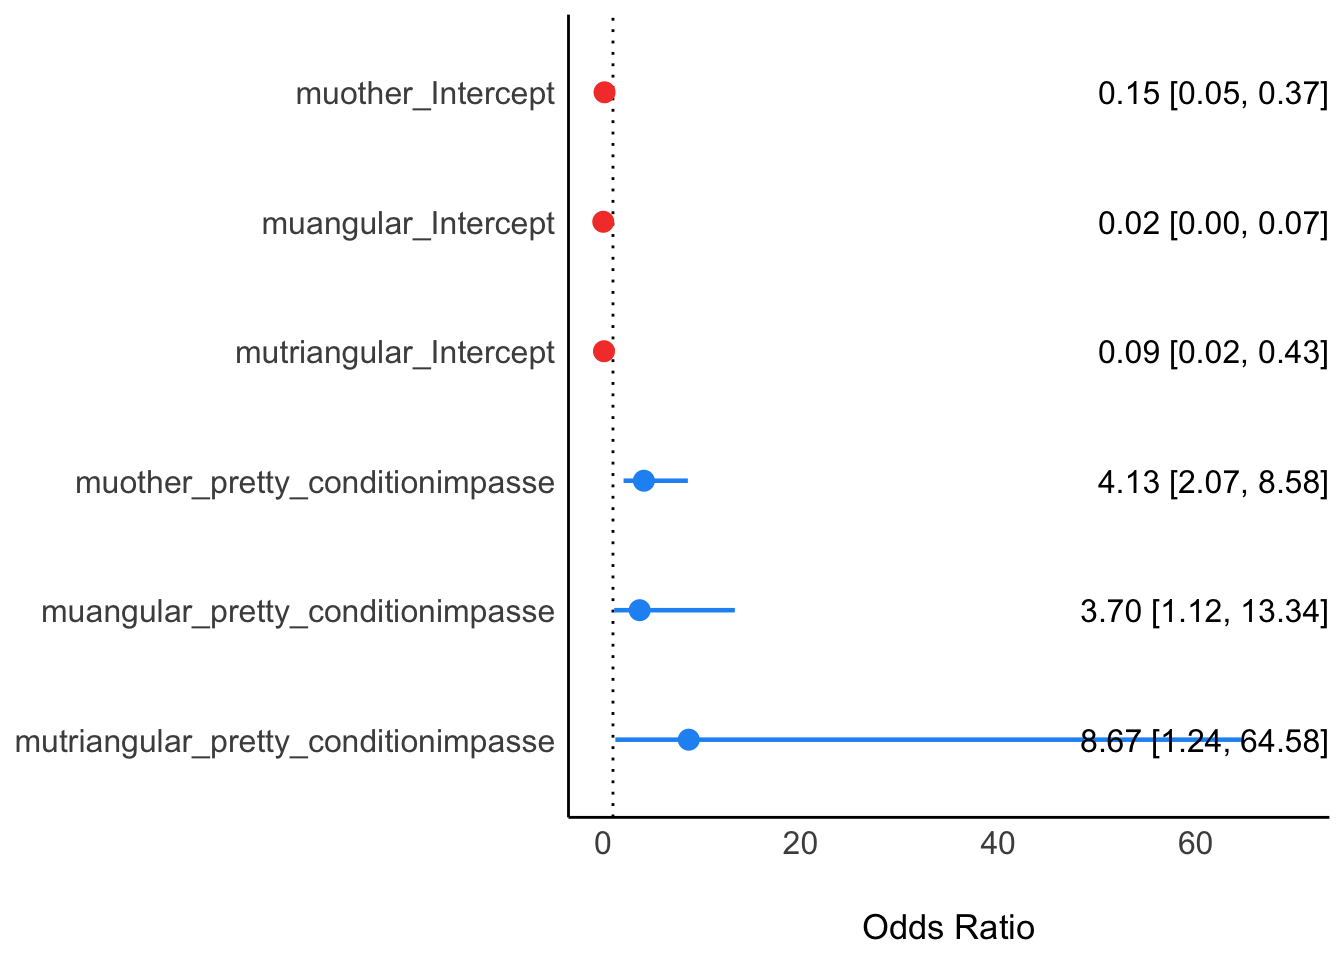 muother_Intercept 0.15 [0.05, 0.37]
muangular_Intercept 0.02 [0.00, 0.07]
mutriangular_Intercept 0.09 [0.02, 0.43]
muother_pretty_conditionimpasse 4.13 [2.07, 8.58]
muangular_pretty_conditionimpasse 3.70 [1.12, 13.34]
mutriangular_pretty_conditionimpasse 8.67 [1.24, 64.58]
0 20 40 60
Odds Ratio